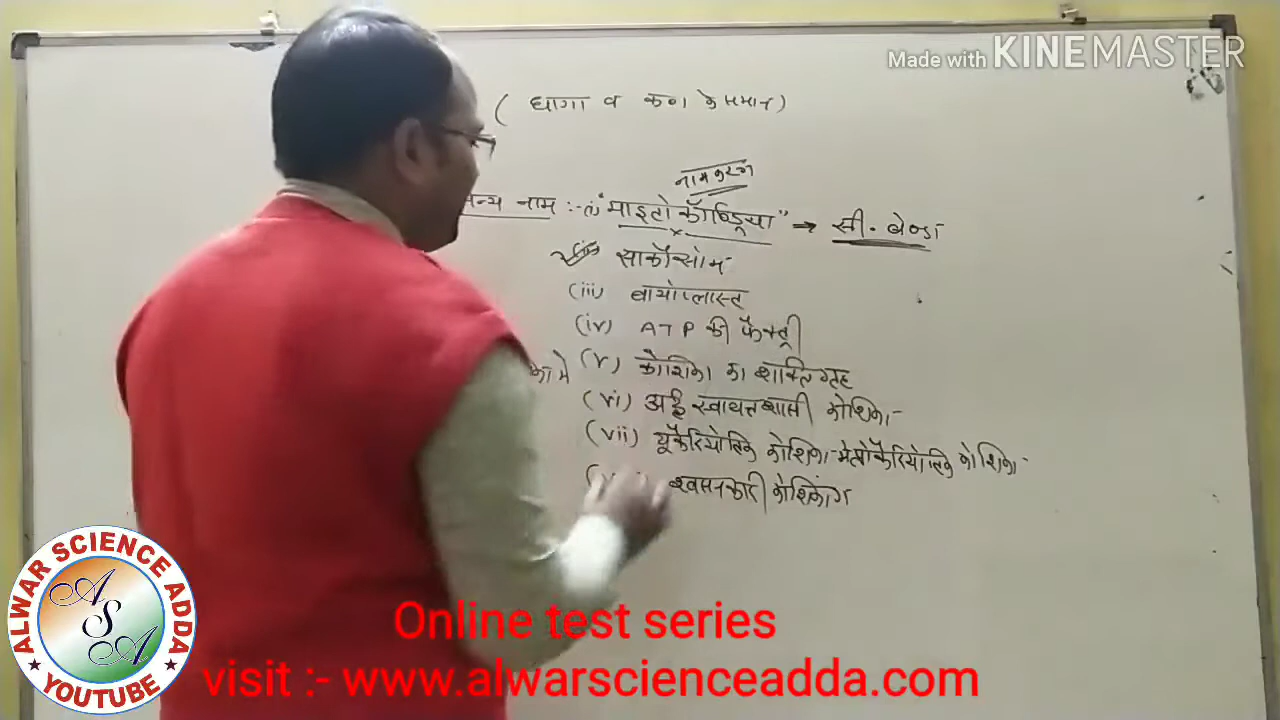 Made with KINEMASTER
( धागा व कण के समान )
नामकरण
अन्य नाम :- (i) "माइटोकॉण्ड्रिया" → सी. बेण्डा
सार्कोसोम
(iii) बायोप्लास्ट
(iv) ATP की फैक्ट्री
(v) कोशिका का शक्तिगृह
(vi) अर्द्ध स्वायत्तशासी कोशिका
(vii) यूकैरियोटिक कोशिका मे प्रोकैरियोटिक कोशिका
श्वसनकारी कोशिकांग
ALWAR SCIENCE ADDA
ASA
YOUTUBE
Online test series
visit :- www.alwarscienceadda.com